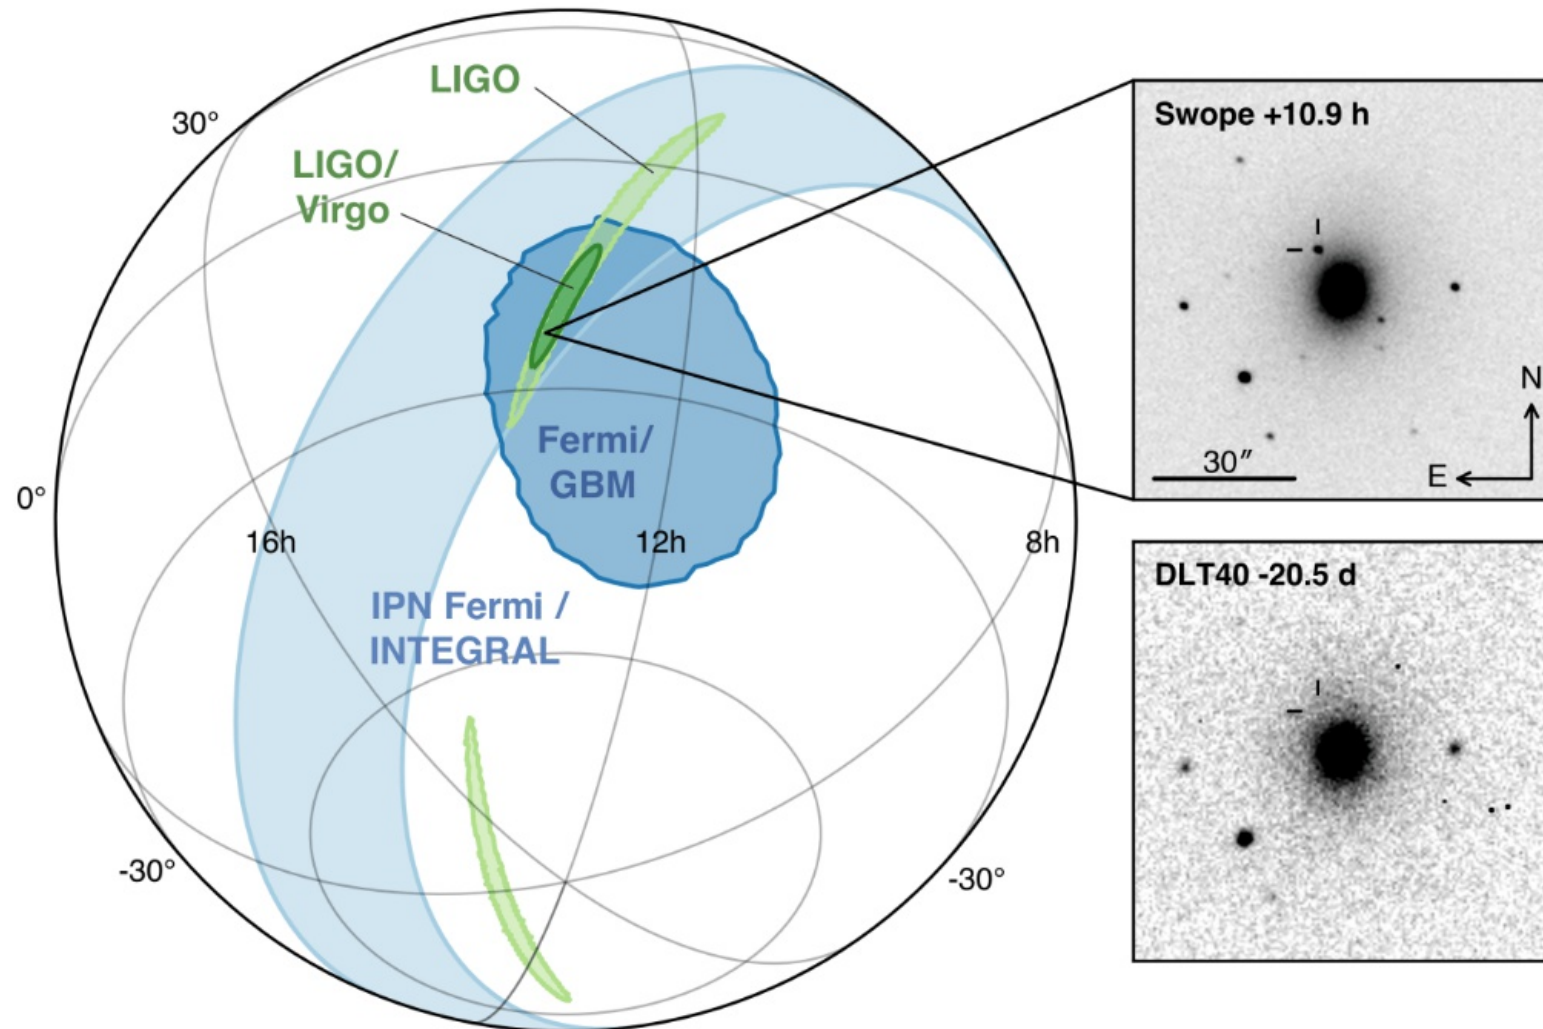 LIGO
LIGO/
Virgo
30°
0°
-30°
-30°
16h
12h
8h
Fermi/
GBM
IPN Fermi /
INTEGRAL
Swope +10.9 h
30″
N
E
DLT40 -20.5 d